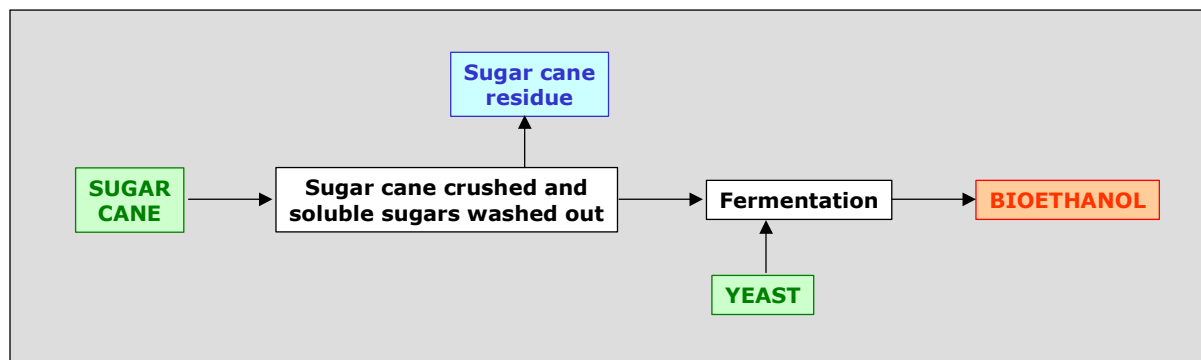 Sugar cane
residue
SUGAR
CANE
Sugar cane crushed and
soluble sugars washed out
Fermentation
BIOETHANOL
YEAST